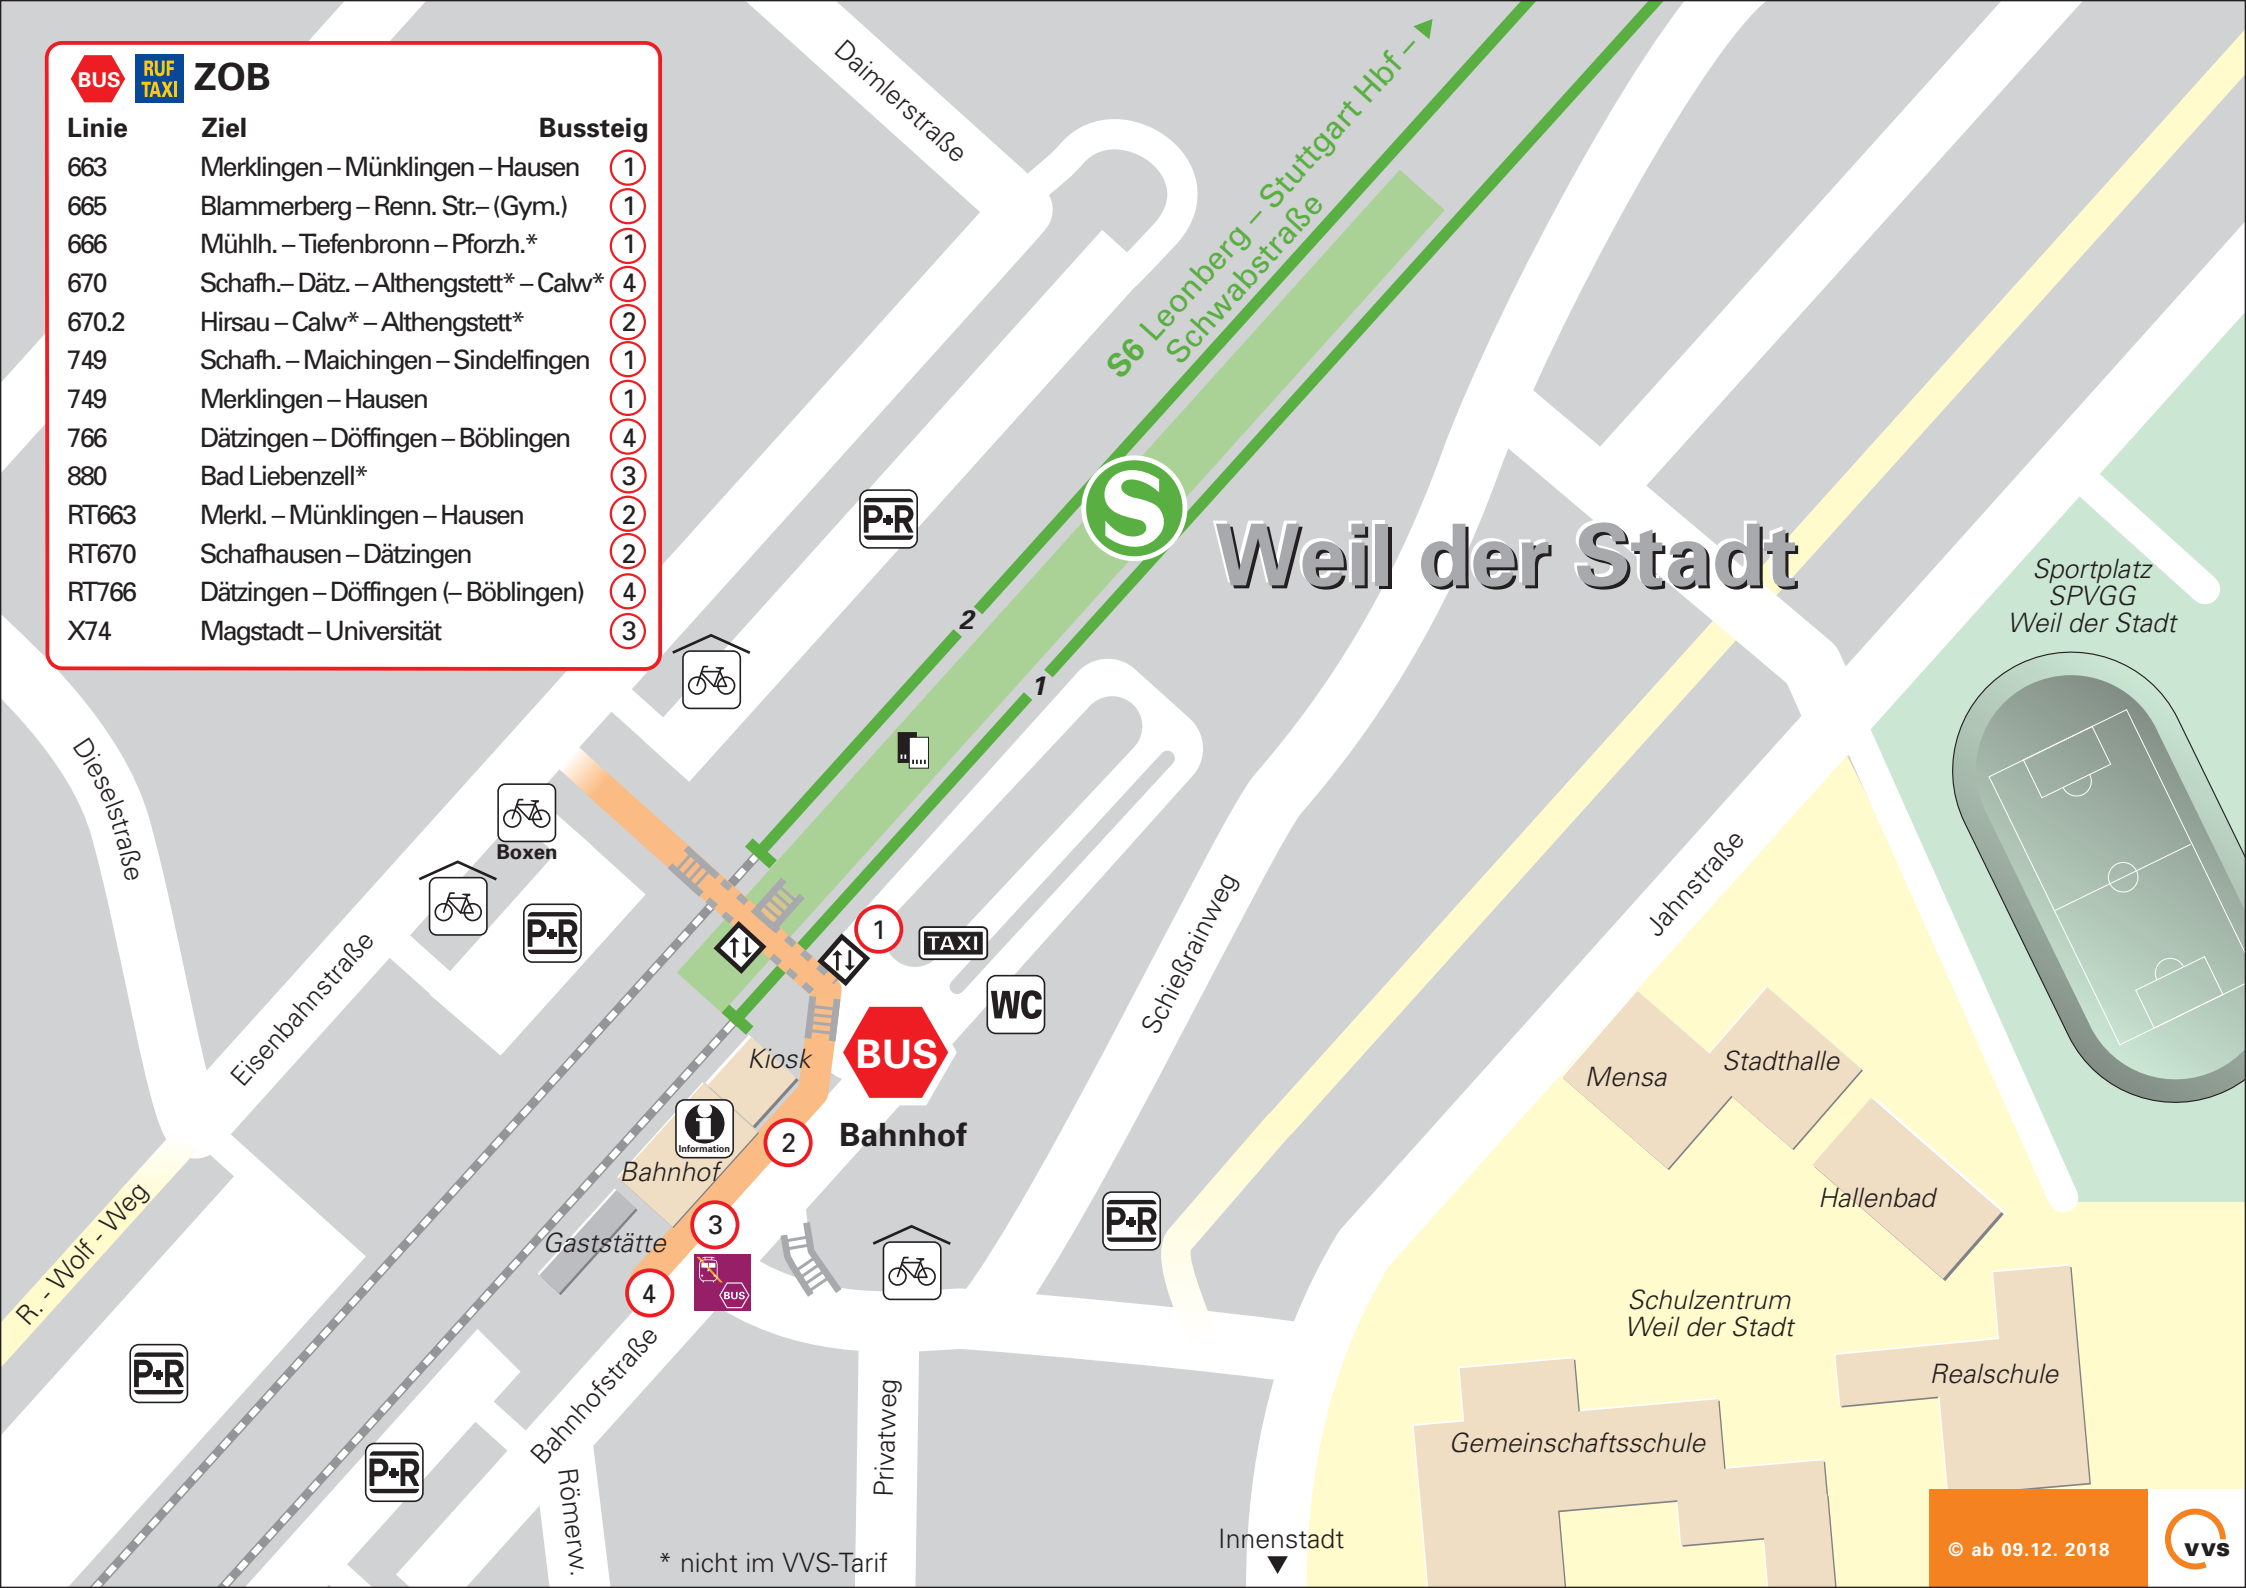 BUS RUF TAXI ZOB
Linie Ziel Bussteig
663 Merklingen – Münklingen – Hausen 1
665 Blammerberg – Renn. Str.– (Gym.) 1
666 Mühlh. – Tiefenbronn – Pforzh.* 1
670 Schafh.– Dätz. – Althengstett* – Calw* 4
670.2 Hirsau – Calw* – Althengstett* 2
749 Schafh. – Maichingen – Sindelfingen 1
749 Merklingen – Hausen 1
766 Dätzingen – Döffingen – Böblingen 4
880 Bad Liebenzell* 3
RT663 Merkl. – Münklingen – Hausen 2
RT670 Schafhausen – Dätzingen 2
RT766 Dätzingen – Döffingen (– Böblingen) 4
X74 Magstadt – Universität 3
Daimlerstraße
S6 Leonberg – Stuttgart Hbf –
Schwabstraße
P+R
S
Weil der Stadt
Sportplatz
SPVGG
Weil der Stadt
2
1
Dieselstraße
Boxen
P+R
Eisenbahnstraße
1
TAXI
WC
Schießrainweg
Jahnstraße
Kiosk
BUS
Bahnhof
i
Information
Bahnhof
2
3
Gaststätte
4
BUS
R. - Wolf - Weg
P+R
P+R
P+R
Mensa
Stadthalle
Hallenbad
Schulzentrum
Weil der Stadt
Realschule
Gemeinschaftsschule
Bahnhofstraße
Römerw.
Privatweg
Innenstadt
* nicht im VVS-Tarif
© ab 09.12. 2018
vvs